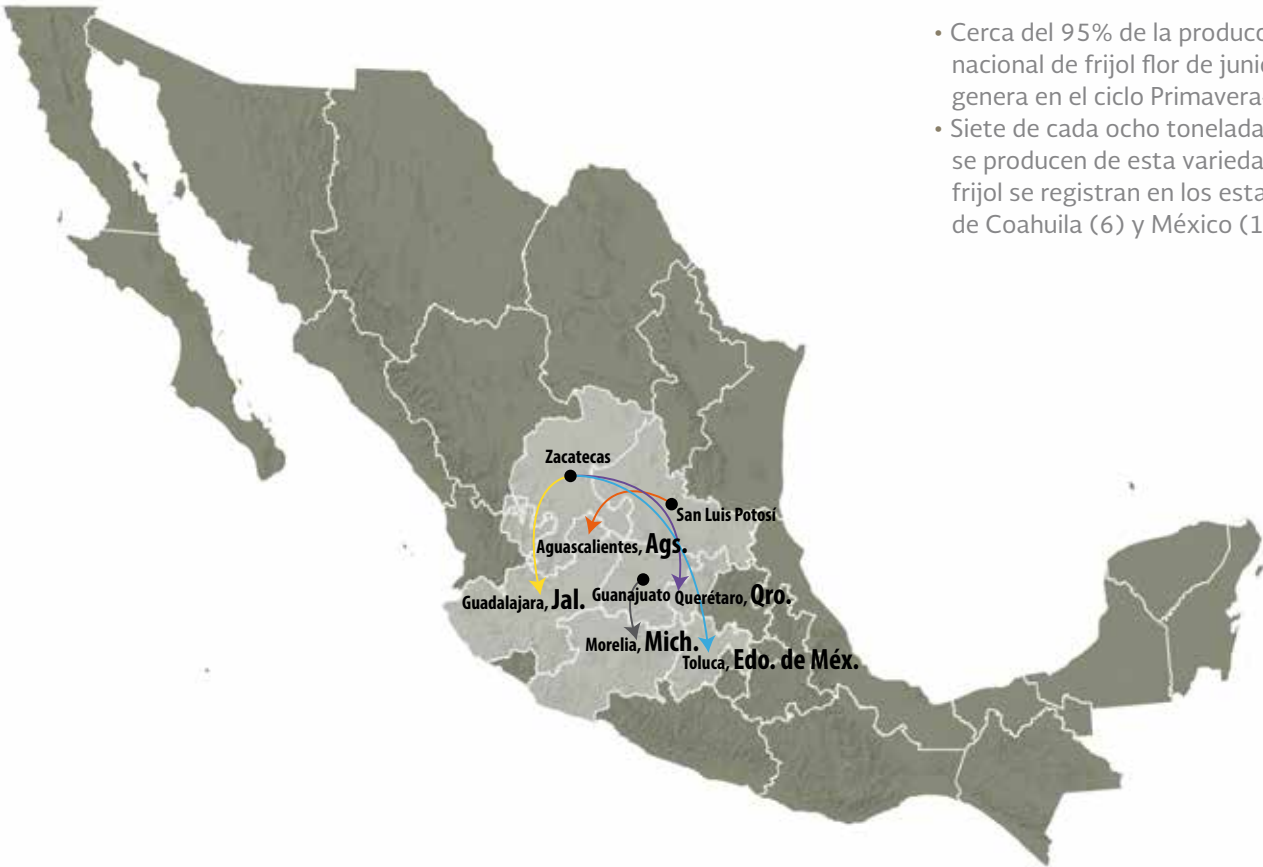 • Cerca del 95% de la produc
nacional de frijol flor de juni
genera en el ciclo Primavera
• Siete de cada ocho tonelada
se producen de esta varieda
frijol se registran en los esta
de Coahuila (6) y México (1
Zacatecas
San Luis Potosí
Aguascalientes, Ags.
Guadalajara, Jal.
Guanajuato
Querétaro, Qro.
Morelia, Mich.
Toluca, Edo. de Méx.